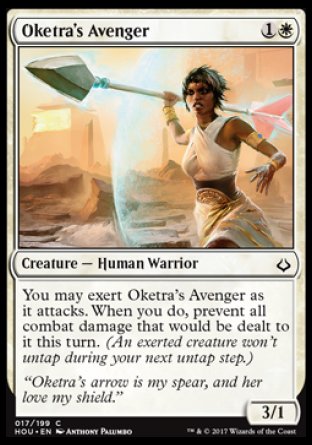 Oketra's Avenger 1
Creature — Human Warrior
You may exert Oketra's Avenger as
it attacks. When you do, prevent all
combat damage that would be dealt to
it this turn. (An exerted creature won't
untap during your next untap step.)
"Oketra's arrow is my spear, and her
love my shield."
3/1
017/199 C
HOU • EN Anthony Palumbo
™ & © 2017 Wizards of the Coast